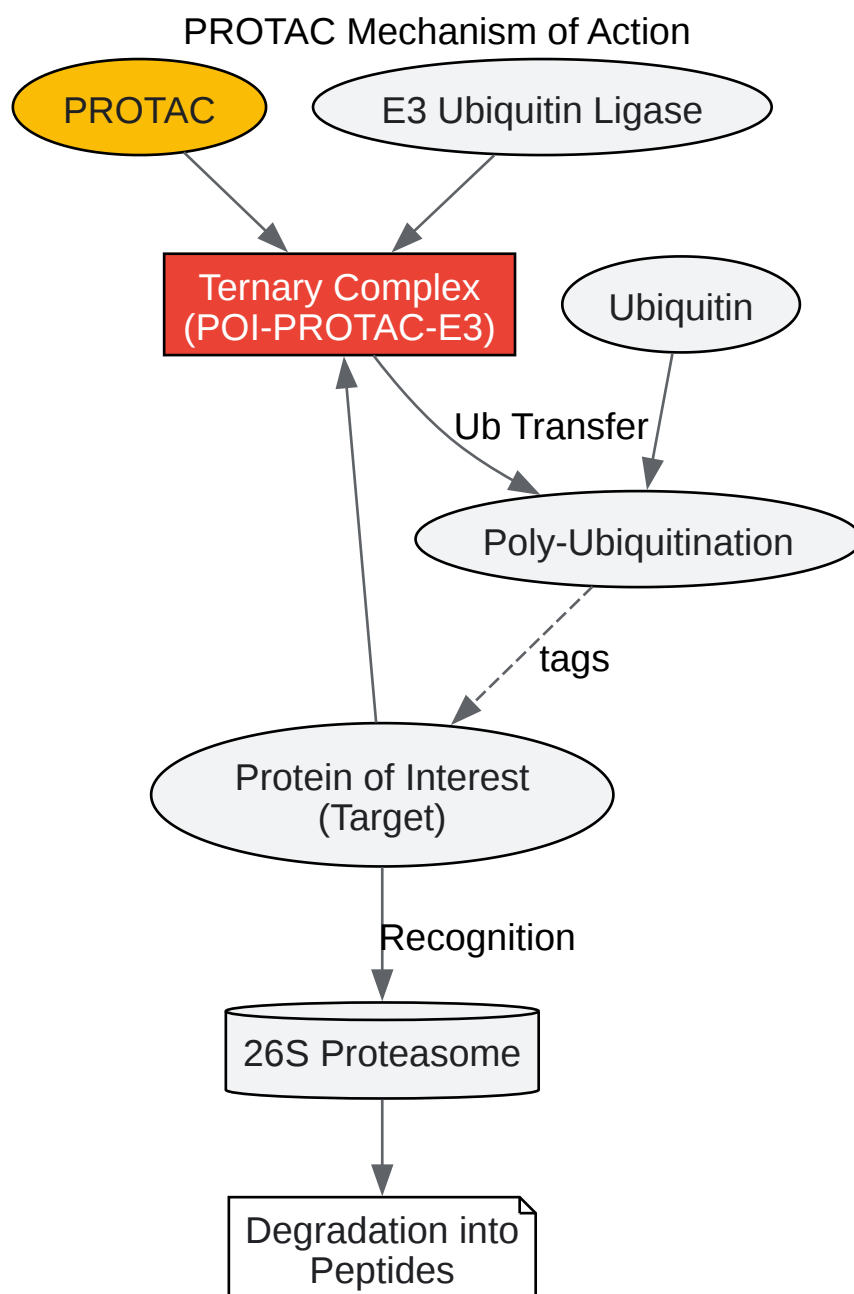 PROTAC Mechanism of Action
PROTAC
E3 Ubiquitin Ligase
Ternary Complex
(POI-PROTAC-E3)
Ubiquitin
Ub Transfer
Poly-Ubiquitination
tags
Protein of Interest
(Target)
Recognition
26S Proteasome
Degradation into
Peptides